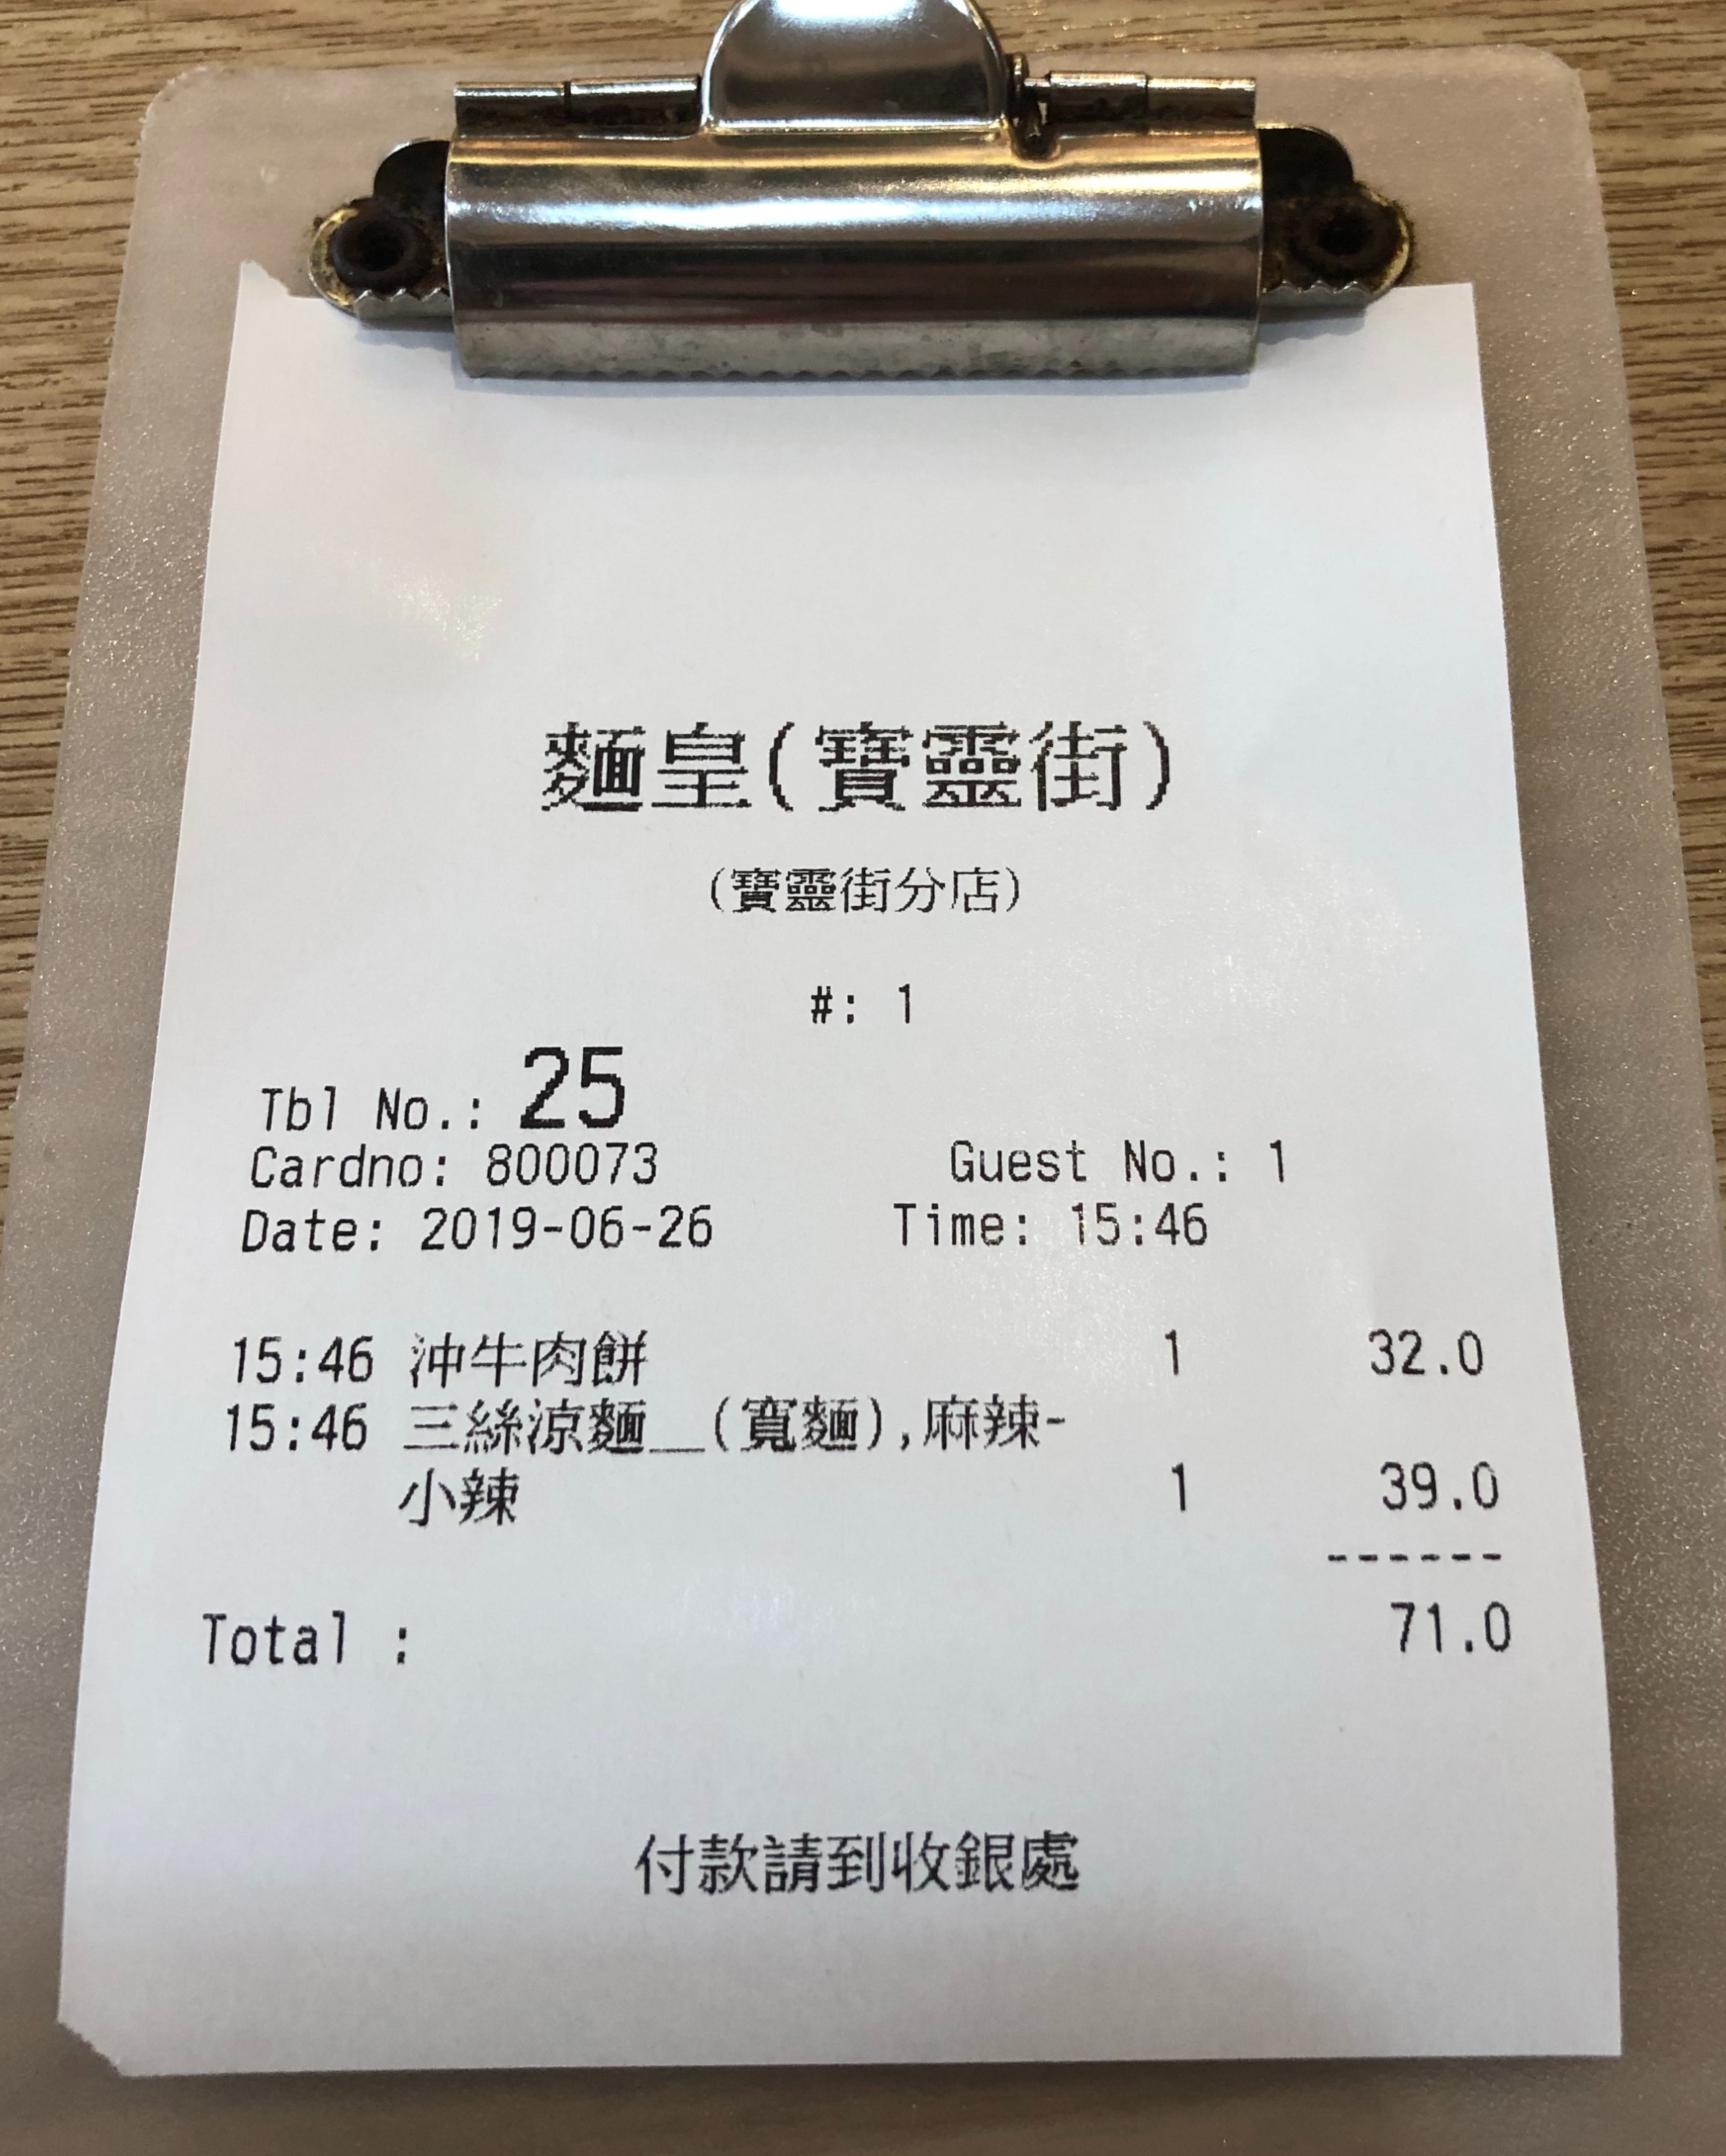 麵皇(寶靈街)
(寶靈街分店)
#: 1
Tbl No.: 25
Cardno: 800073 Guest No.: 1
Date: 2019-06-26 Time: 15:46
15:46 沖牛肉餅 1 32.0
15:46 三絲涼麵__(寬麵),麻辣-
小辣 1 39.0
------
Total : 71.0
付款請到收銀處